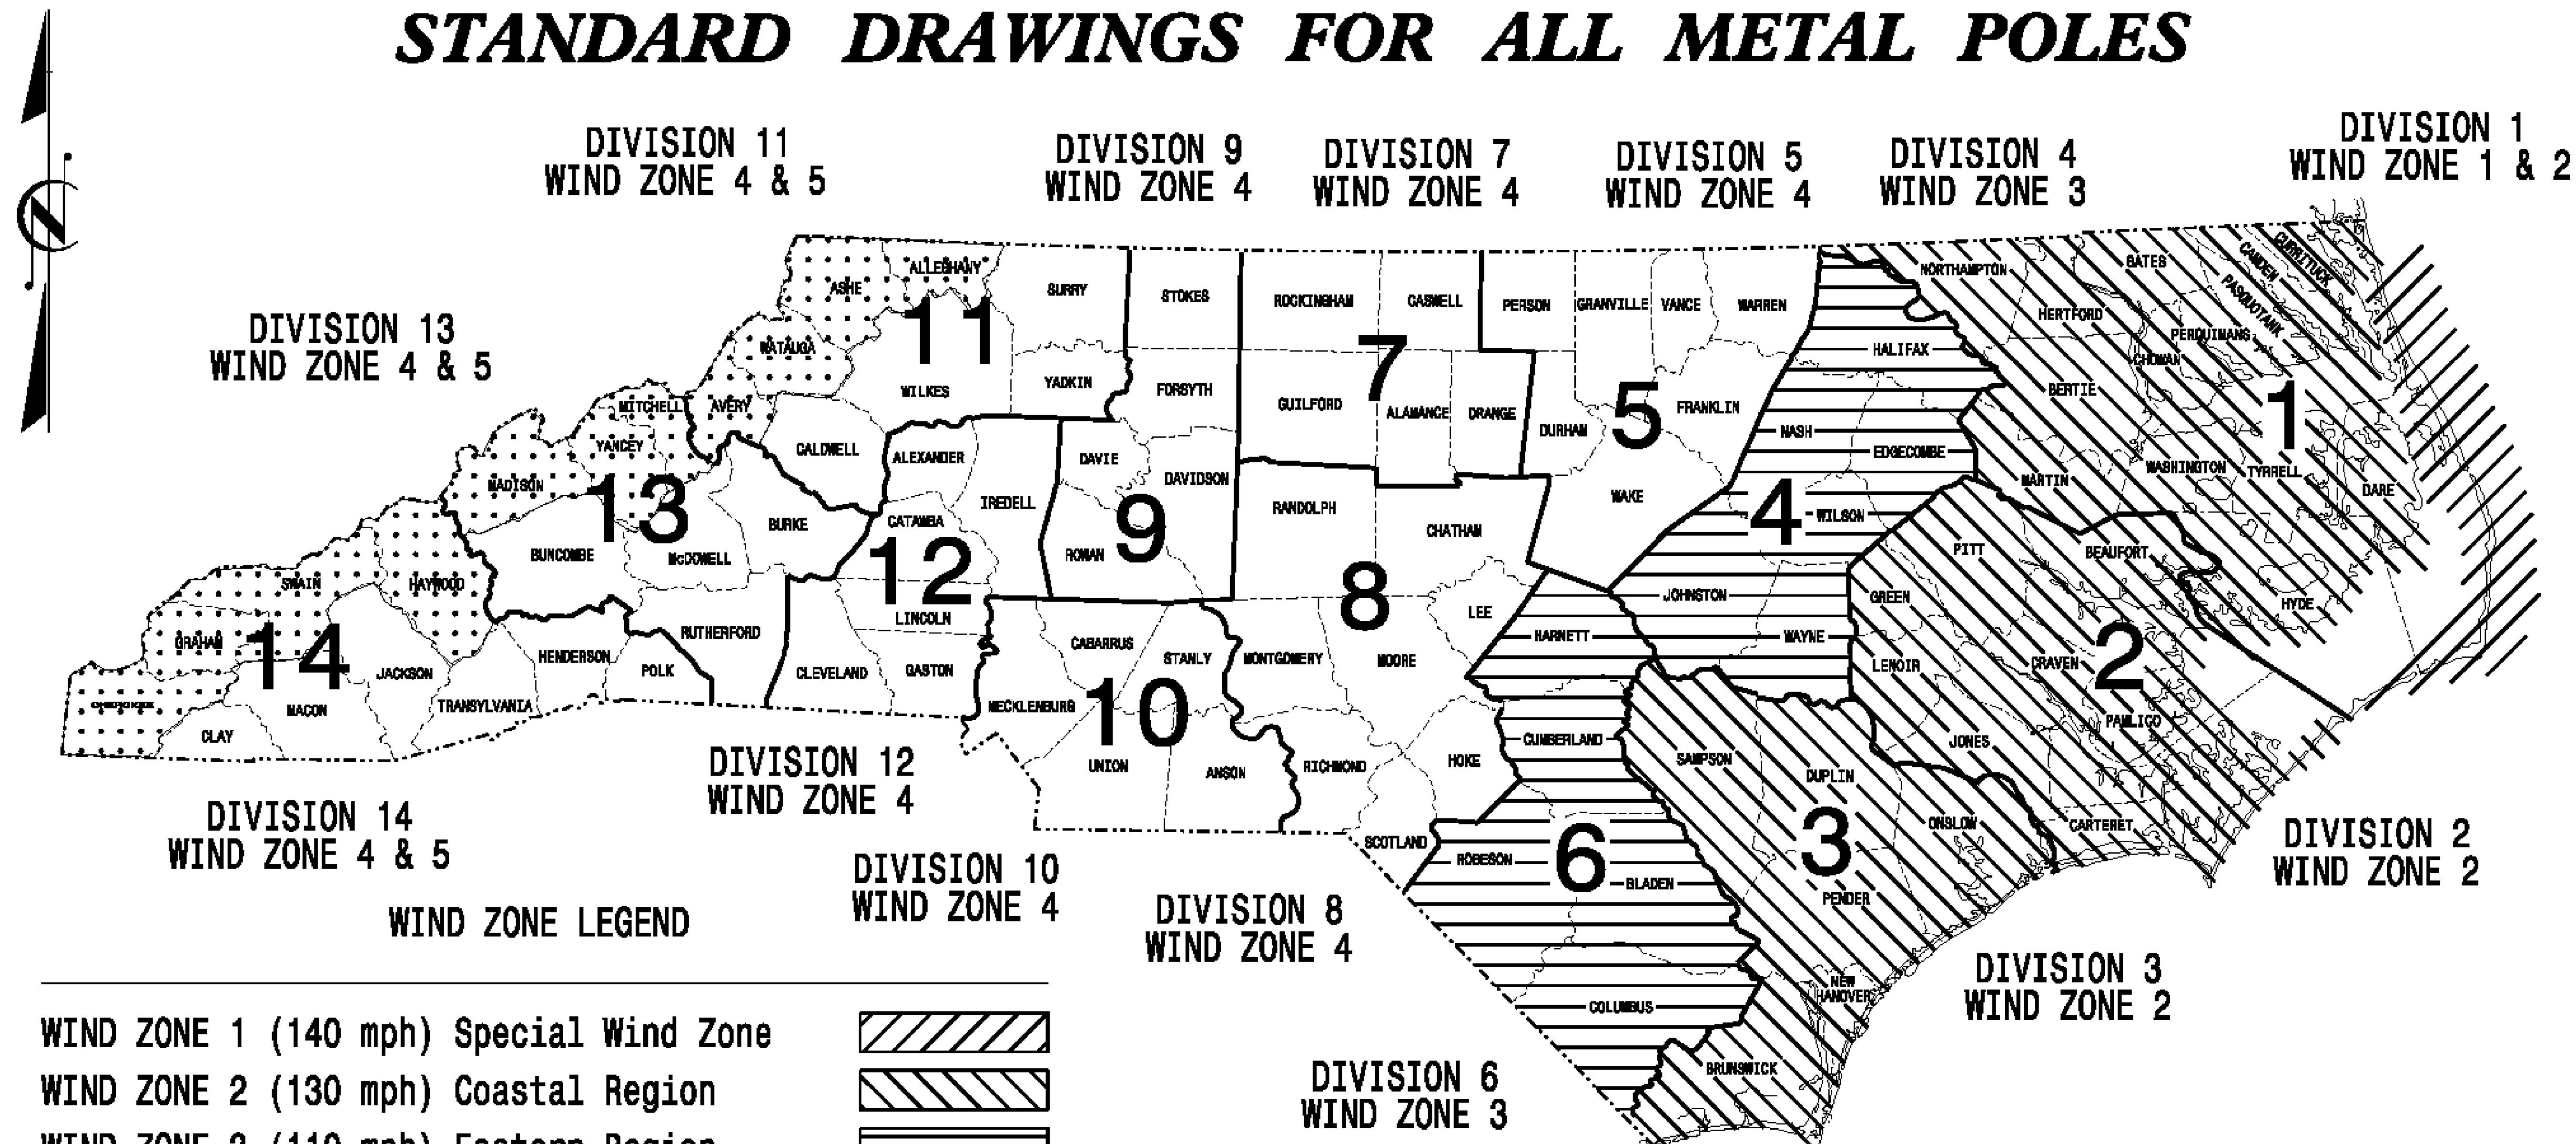 STANDARD DRAWINGS FOR ALL METAL POLES
DIVISION 1
WIND ZONE 1 & 2
DIVISION 11
WIND ZONE 4 & 5
DIVISION 9
WIND ZONE 4
DIVISION 7
WIND ZONE 4
DIVISION 5
WIND ZONE 4
DIVISION 4
WIND ZONE 3
N
DIVISION 13
WIND ZONE 4 & 5
ALLEGHANY
ASHE
11
WATAUGA
WILKES
SURRY
YADKIN
AVERY
CALDWELL
STOKES
FORSYTH
DAVIE
DAVIDSON
9
ROWAN
ROCKINGHAM
CASWELL
7
GUILFORD
ALAMANCE
ORANGE
PERSON
GRANVILLE
VANCE
WARREN
5
FRANKLIN
DURHAM
WAKE
HALIFAX
NASH
EDGECOMBE
4
WILSON
JOHNSTON
WAYNE
NORTHAMPTON
GATES
CAMDEN
CURRITUCK
PASQUOTANK
HERTFORD
PERQUIMANS
CHOWAN
BERTIE
1
MARTIN
WASHINGTON
TYRRELL
DARE
HYDE
MITCHELL
YANCEY
MADISON
13
BURKE
BUNCOMBE
McDOWELL
RUTHERFORD
ALEXANDER
IREDELL
CATAWBA
12
LINCOLN
CLEVELAND
GASTON
SWAIN
HAYWOOD
GRAHAM
14
JACKSON
HENDERSON
POLK
CHEROKEE
MACON
TRANSYLVANIA
CLAY
CABARRUS
STANLY
MECKLENBURG
10
UNION
ANSON
RANDOLPH
CHATHAM
8
LEE
MONTGOMERY
MOORE
RICHMOND
HOKE
SCOTLAND
HARNETT
CUMBERLAND
6
ROBESON
BLADEN
COLUMBUS
PITT
BEAUFORT
GREEN
2
LENOIR
CRAVEN
PAMLICO
JONES
CARTERET
SAMPSON
DUPLIN
3
ONSLOW
PENDER
NEW
HANOVER
BRUNSWICK
DIVISION 14
WIND ZONE 4 & 5
DIVISION 12
WIND ZONE 4
DIVISION 10
WIND ZONE 4
DIVISION 8
WIND ZONE 4
DIVISION 6
WIND ZONE 3
DIVISION 3
WIND ZONE 2
DIVISION 2
WIND ZONE 2
WIND ZONE LEGEND
WIND ZONE 1 (140 mph) Special Wind Zone
WIND ZONE 2 (130 mph) Coastal Region
WIND ZONE 3 (110 mph) Eastern Region